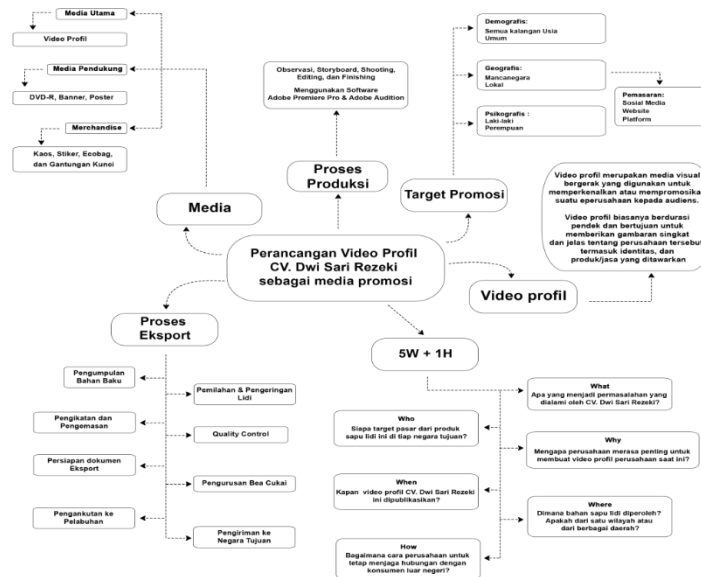 Media Utama
Video Profil
Media Pendukung
DVD-R, Banner, Poster
Merchandise
Kaos, Stiker, Ecobag,
dan Gantungan Kunci
Media
Observasi, Storyboard, Shooting,
Editing, dan Finishing
Menggunakan Software
Adobe Premiere Pro & Adobe Audition
Proses
Produksi
Demografis:
Semua kalangan Usia
Umum
Geografis:
Mancanegara
Lokal
Psikografis :
Laki-laki
Perempuan
Pemasaran:
Sosial Media
Website
Platform
Target Promosi
Video profil merupakan media visual
bergerak yang digunakan untuk
memperkenalkan atau mempromosika
suatu eperusahaan kepada audiens.
Video profil biasanya berdurasi
pendek dan bertujuan untuk
memberikan gambaran singkat
dan jelas tentang perusahaan tersebut
termasuk identitas, dan
produk/jasa yang ditawarkan
Video profil
Perancangan Video Profil
CV. Dwi Sari Rezeki
sebagai media promosi
Proses
Eksport
Pengumpulan
Bahan Baku
Pemilahan & Pengeringan
Lidi
Pengikatan dan
Pengemasan
Quality Control
Persiapan dokumen
Eksport
Pengurusan Bea Cukai
Pengankutan ke
Pelabuhan
Pengiriman ke
Negara Tujuan
5W + 1H
What
Apa yang menjadi permasalahan yang
dialami oleh CV. Dwi Sari Rezeki?
Who
Siapa target pasar dari produk
sapu lidi ini di tiap negara tujuan?
Why
Mengapa perusahaan merasa penting untuk
membuat video profil perusahaan saat ini?
When
Kapan video profil CV. Dwi Sari Rezeki
ini dipublikasikan?
Where
Dimana bahan sapu lidi diperoleh?
Apakah dari satu wilayah atau
dari berbagai daerah?
How
Bagaimana cara perusahaan untuk
tetap menjaga hubungan dengan
konsumen luar negeri?